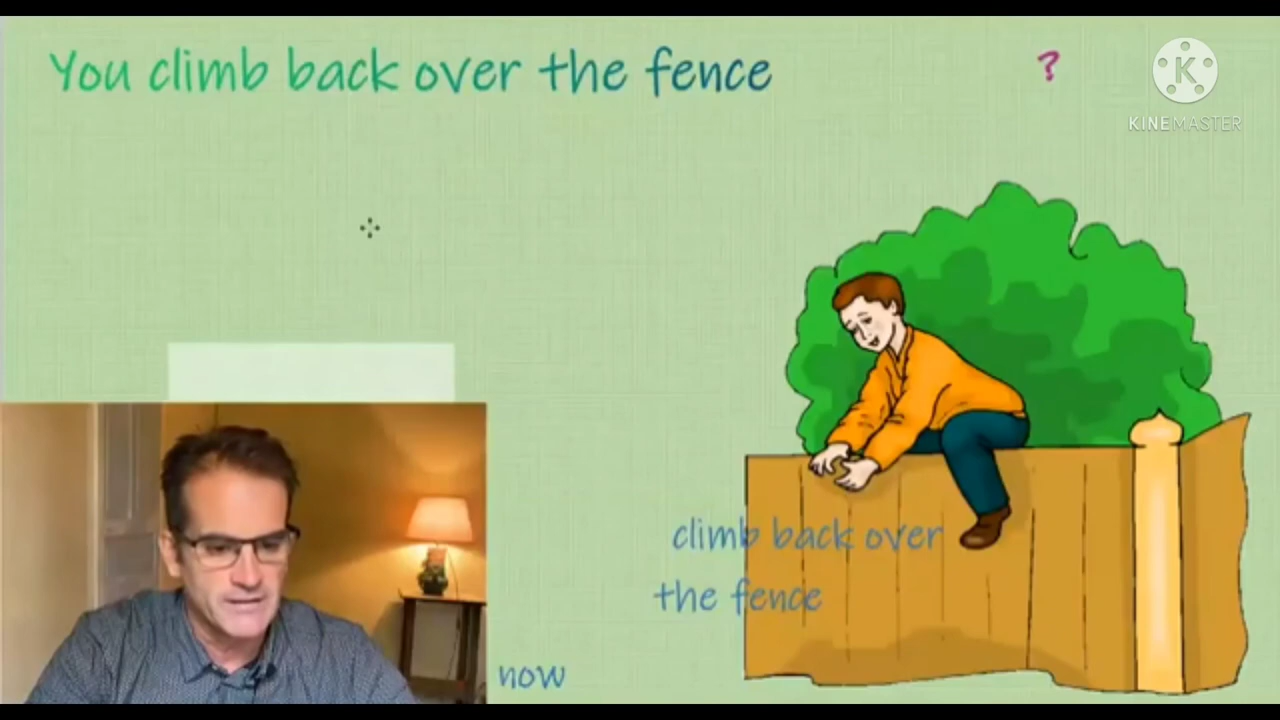 You climb back over the fence
?
KINEMASTER
climb back over
the fence
now